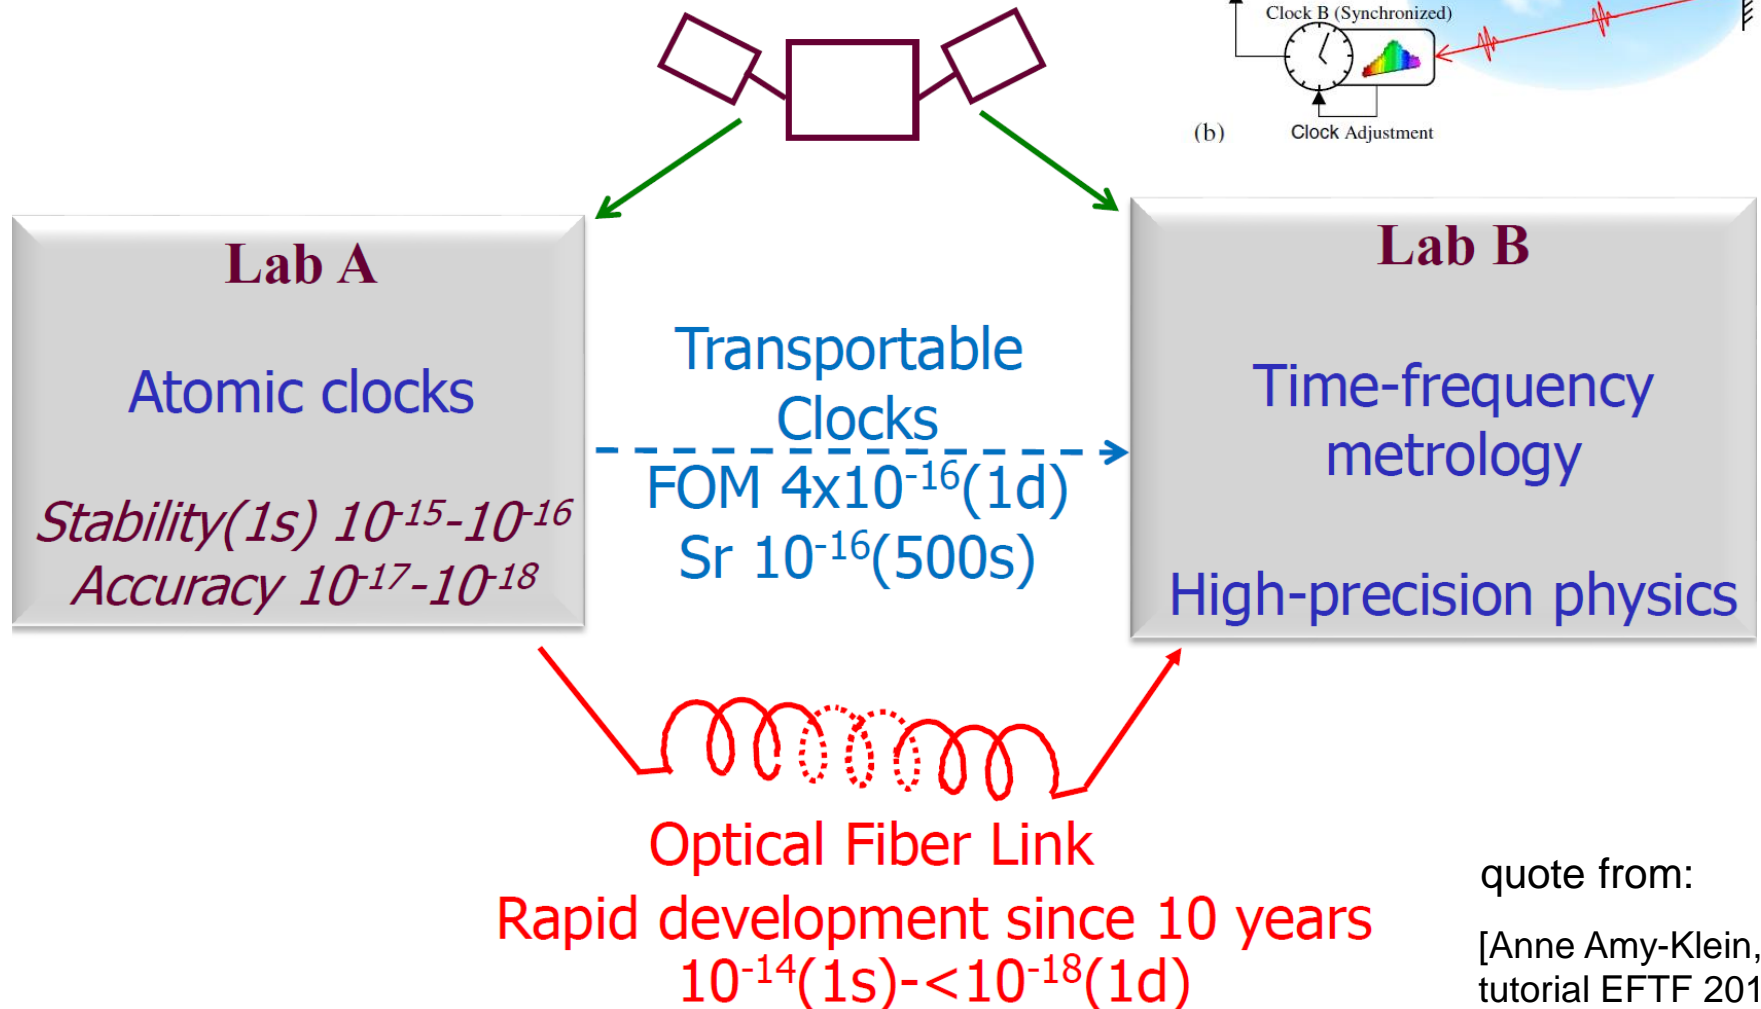 Clock B (Synchronized)
(b)
Clock Adjustment
Lab A
Atomic clocks
Stability(1s) 10⁻¹⁵-10⁻¹⁶
Accuracy 10⁻¹⁷-10⁻¹⁸
Transportable
Clocks
FOM 4x10⁻¹⁶(1d)
Sr 10⁻¹⁶(500s)
Lab B
Time-frequency
metrology
High-precision physics
Optical Fiber Link
Rapid development since 10 years
10⁻¹⁴(1s)-<10⁻¹⁸(1d)
quote from:
[Anne Amy-Klein,
tutorial EFTF 201